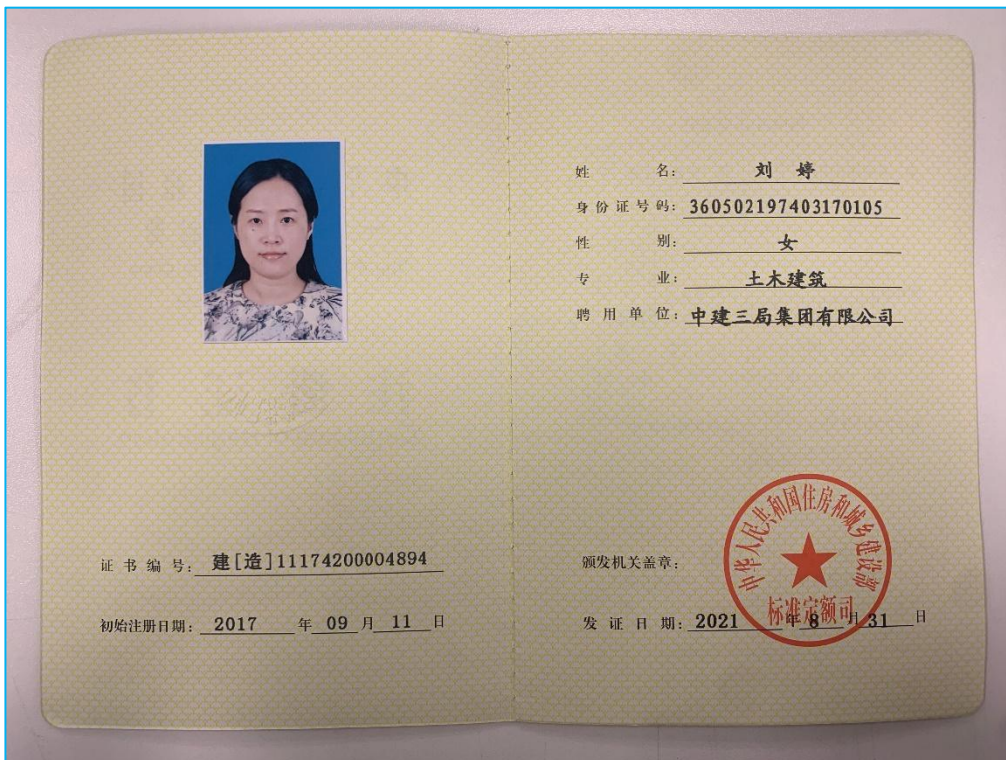 证书编号: 建[造]11174200004894
初始注册日期: 2017 年 09 月 11 日
姓名: 刘婷
身份证号码: 360502197403170105
性别: 女
专业: 土木建筑
聘用单位: 中建三局集团有限公司
颁发机关盖章:
中华人民共和国住房和城乡建设部
标准定额司
发证日期: 2021 年 8 月 31 日